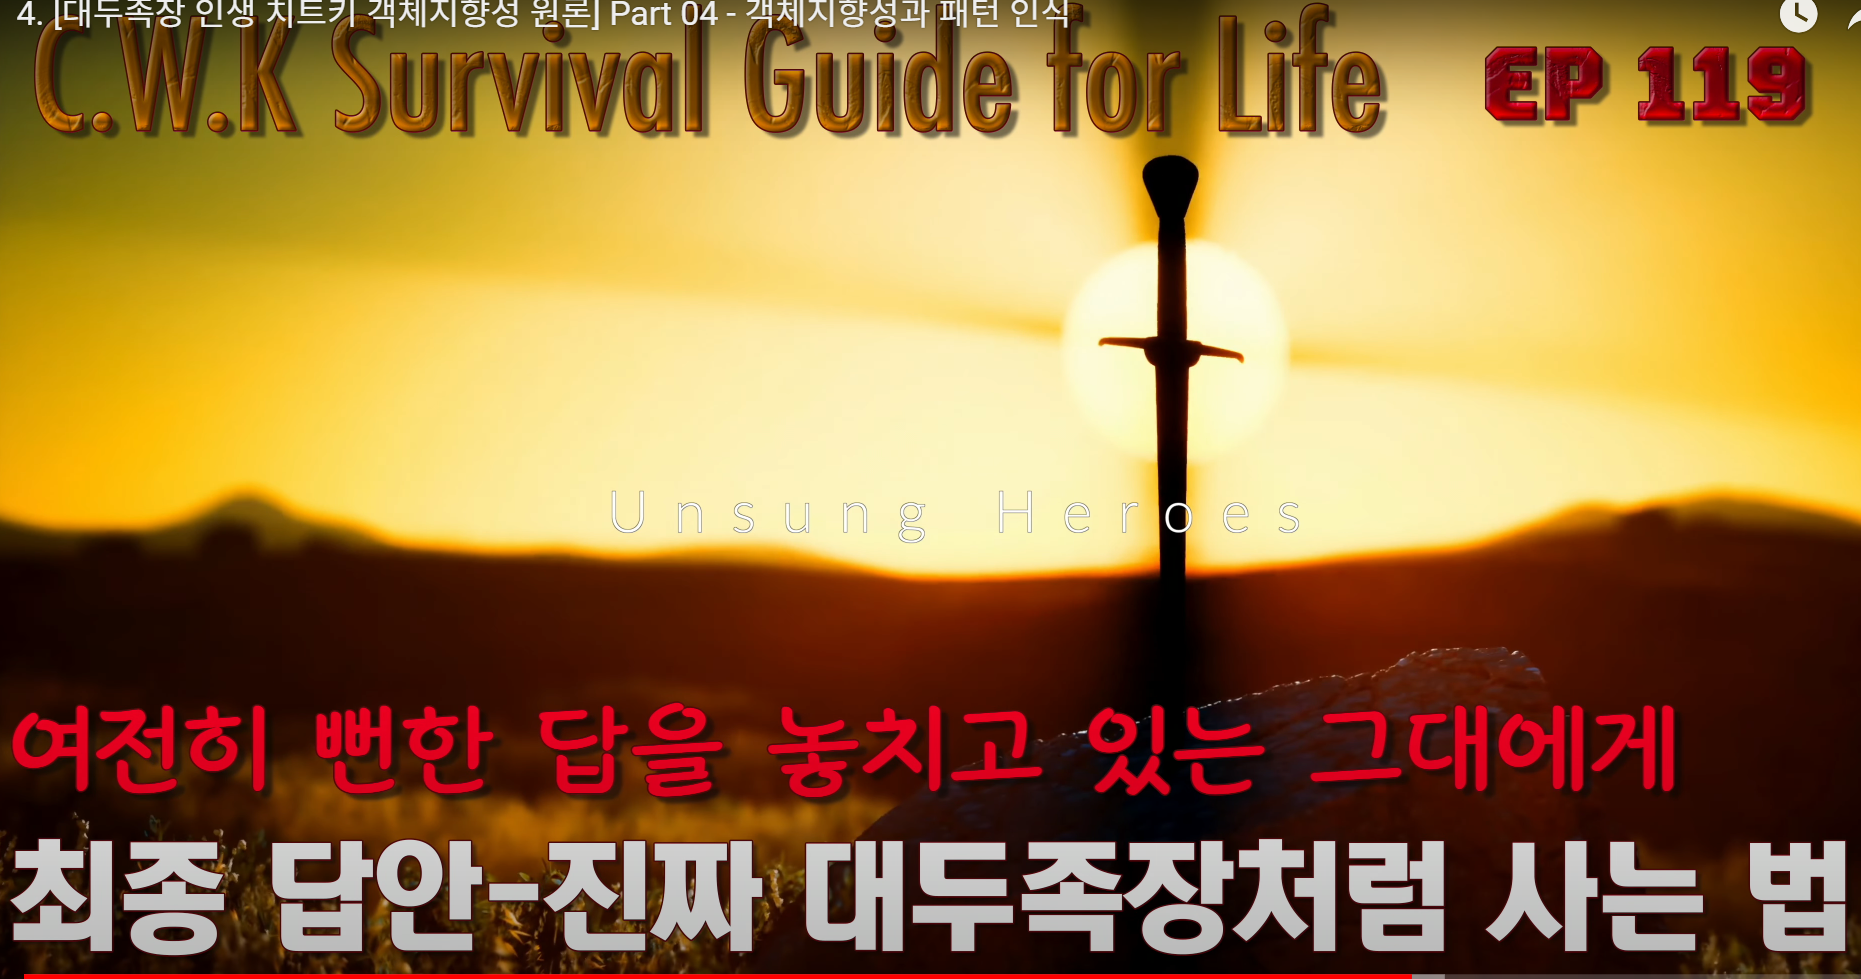 4. [대두족장 인생 치트키 객체지향성 원론] Part 04 - 객체지향성과 패턴 인식
C.W.K Survival Guide for Life EP 119
Unsung Heroes
여전히 뻔한 답을 놓치고 있는 그대에게
최종 답안-진짜 대두족장처럼 사는 법